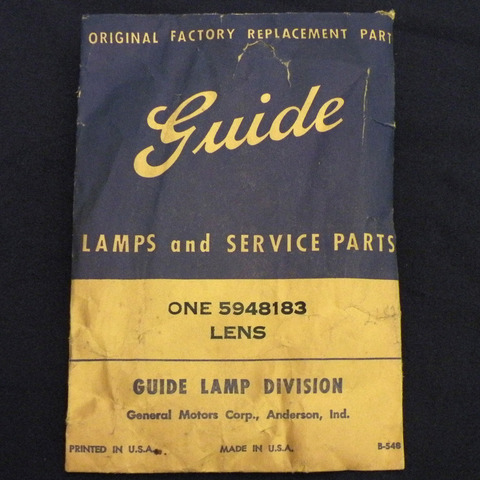 ORIGINAL FACTORY REPLACEMENT PART
Guide
LAMPS and SERVICE PARTS
ONE 5948183
LENS
GUIDE LAMP DIVISION
General Motors Corp., Anderson, Ind.
PRINTED IN U.S.A. MADE IN U.S.A. B-548